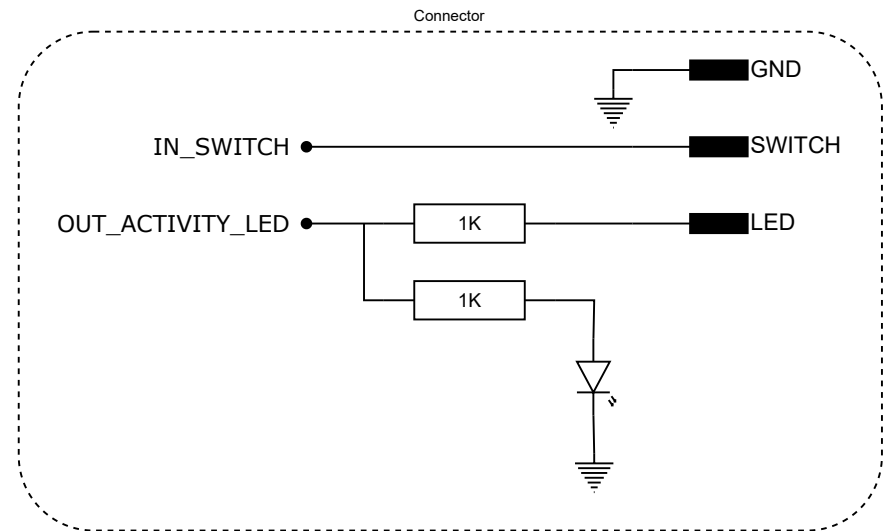 Connector
GND
IN_SWITCH
SWITCH
OUT_ACTIVITY_LED
1K
LED
1K